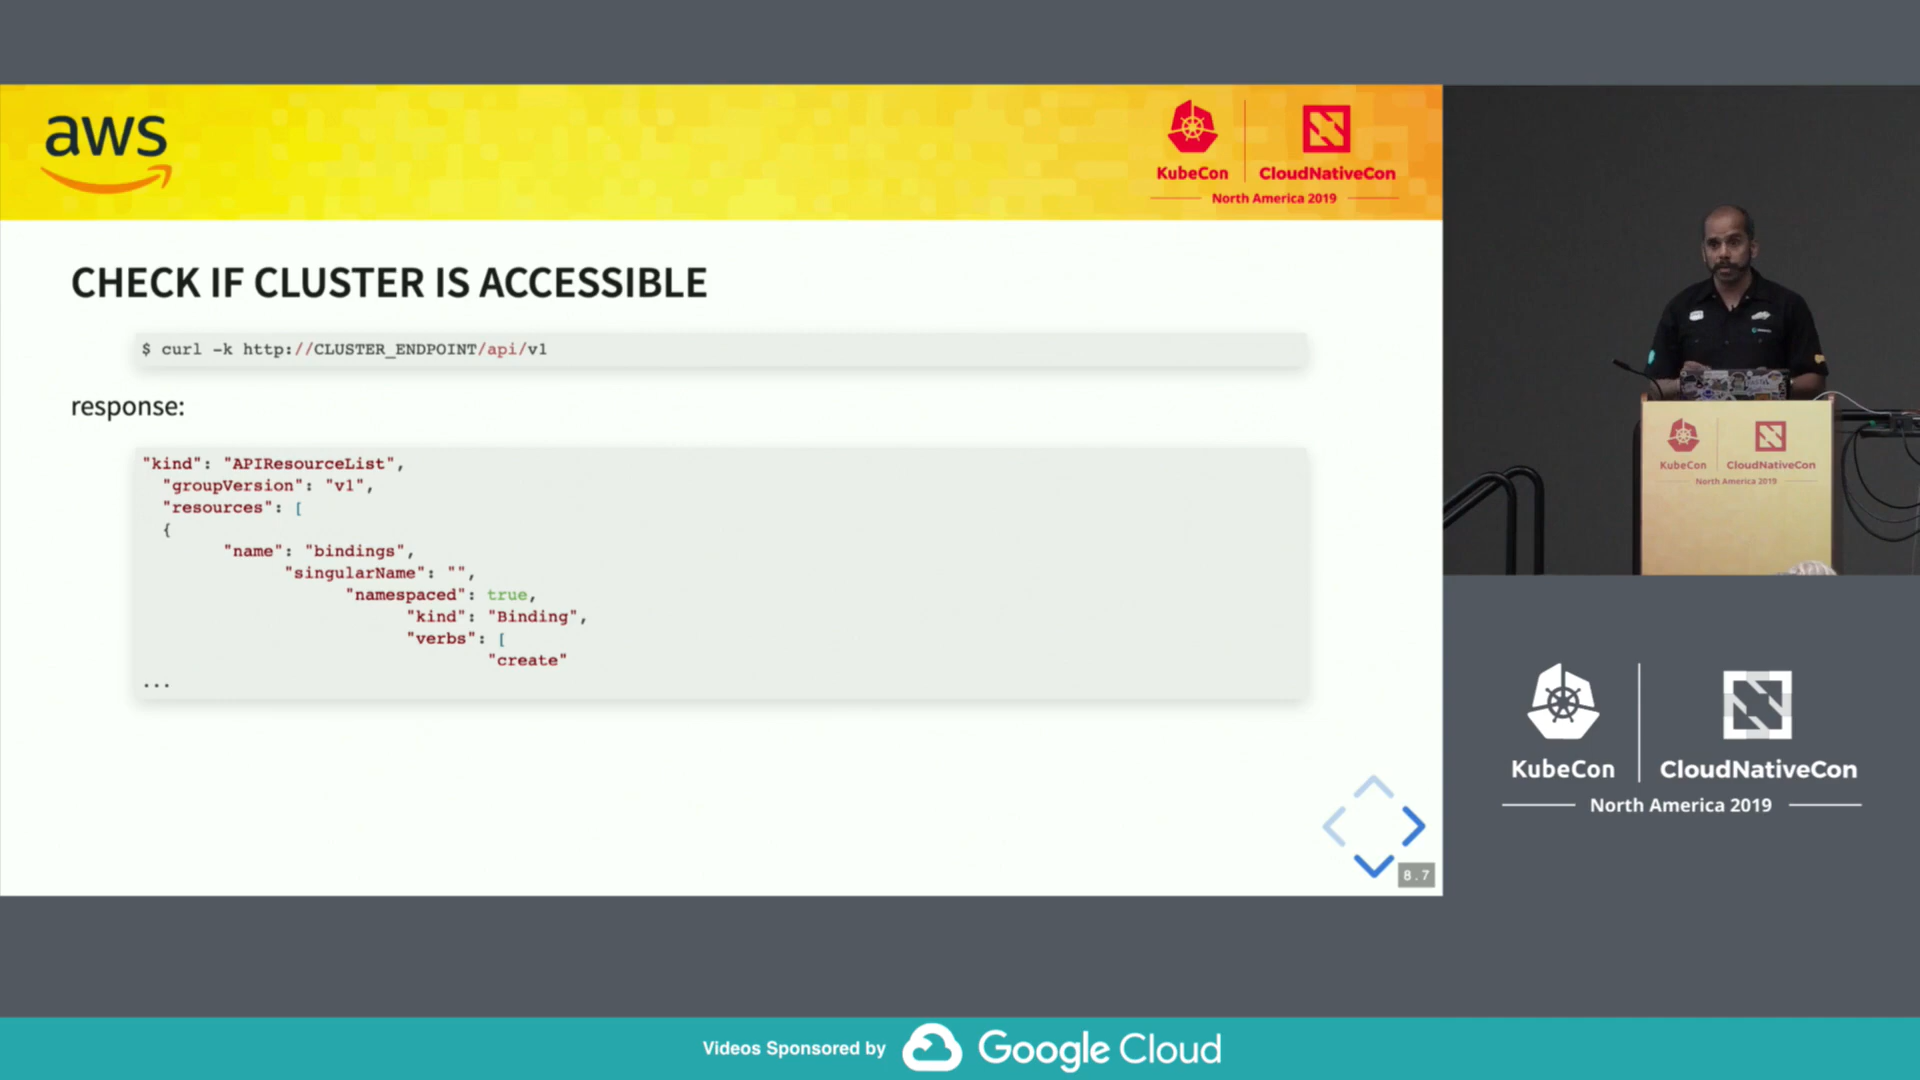 aws
KubeCon
CloudNativeCon
North America 2019
CHECK IF CLUSTER IS ACCESSIBLE
$ curl -k http://CLUSTER_ENDPOINT/api/v1
response:
"kind": "APIResourceList",
"groupVersion": "v1",
"resources": [
{
"name": "bindings",
"singularName": "",
"namespaced": true,
"kind": "Binding",
"verbs": [
"create"
...
8.7
KubeCon
CloudNativeCon
North America 2019
KubeCon
CloudNativeCon
North America 2019
Videos Sponsored by Google Cloud